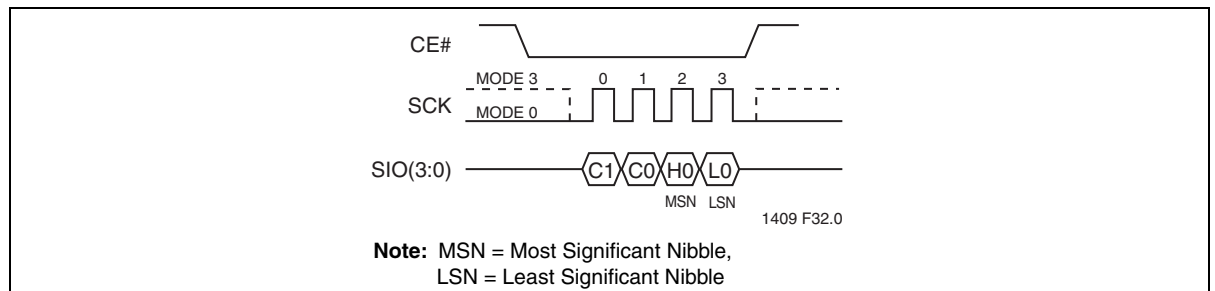 CE#
MODE 3 0 1 2 3
SCK
MODE 0
SIO(3:0) C1 C0 H0 L0
MSN LSN
1409 F32.0
Note: MSN = Most Significant Nibble,
LSN = Least Significant Nibble